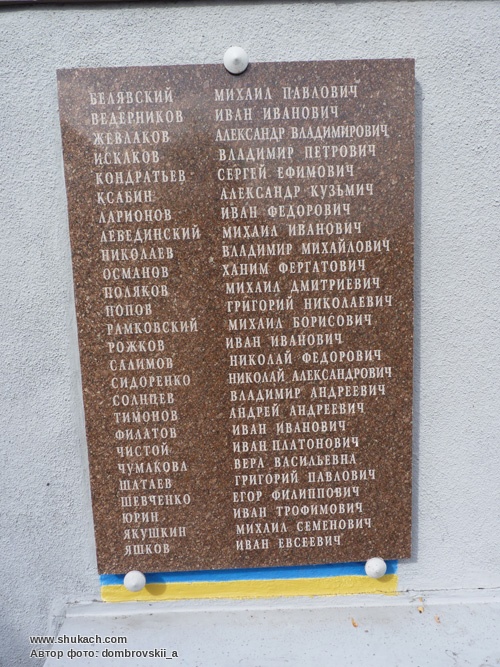 БЕЛЯВСКИЙ МИХАИЛ ПАВЛОВИЧ
ВЕДЕРНИКОВ ИВАН ИВАНОВИЧ
ЖЕВЛАКОВ АЛЕКСАНДР ВЛАДИМИРОВИЧ
ИСКАКОВ ВЛАДИМИР ПЕТРОВИЧ
КОНДРАТЬЕВ СЕРГЕЙ ЕФИМОВИЧ
КСАБИН АЛЕКСАНДР КУЗЬМИЧ
ЛАРИОНОВ ИВАН ФЕДОРОВИЧ
ЛЕВЕДИНСКИЙ МИХАИЛ ИВАНОВИЧ
НИКОЛАЕВ ВЛАДИМИР МИХАЙЛОВИЧ
ОСМАНОВ ХАНИМ ФЕРГАТОВИЧ
ПОЛЯКОВ МИХАИЛ ДМИТРИЕВИЧ
ПОПОВ ГРИГОРИЙ НИКОЛАЕВИЧ
РАМКОВСКИЙ МИХАИЛ БОРИСОВИЧ
РОЖКОВ ИВАН ИВАНОВИЧ
САЛИМОВ НИКОЛАЙ ФЕДОРОВИЧ
СИДОРЕНКО НИКОЛАЙ АЛЕКСАНДРОВИЧ
СОЛНЦЕВ ВЛАДИМИР АНДРЕЕВИЧ
ТИМОНОВ АНДРЕЙ АНДРЕЕВИЧ
ФИЛАТОВ ИВАН ИВАНОВИЧ
ЧИСТОЙ ИВАН ПЛАТОНОВИЧ
ЧУМАКОВА ВЕРА ВАСИЛЬЕВНА
ШАТАЕВ ГРИГОРИЙ ПАВЛОВИЧ
ШЕВЧЕНКО ЕГОР ФИЛИППОВИЧ
ЮРИН ИВАН ТРОФИМОВИЧ
ЯКУШКИН МИХАИЛ СЕМЕНОВИЧ
ЯШКОВ ИВАН ЕВСЕЕВИЧ
www.shukach.com
Автор фото: dombrovskii_a